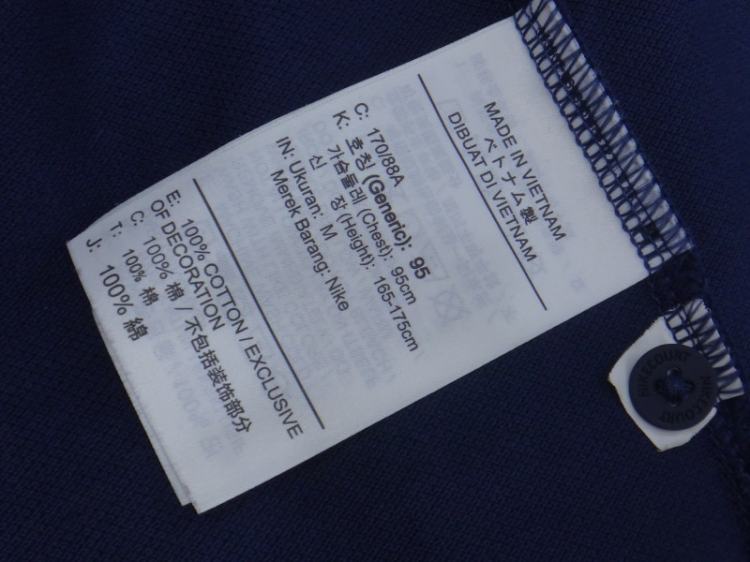 MADE IN VIETNAM
ベトナム製
DIBUAT DI VIETNAM
C: 170/88A
K: 호칭 (Generic): 95
가슴둘레 (Chest): 95cm
신 장 (Height): 165-175cm
IN: Ukuran: M
Merek Barang: Nike
E: 100% COTTON / EXCLUSIVE
OF DECORATION
C: 100% 棉 / 不包括装饰部分
T: 100% 棉
J: 100% 綿
NIKECOURT
NIKECOURT